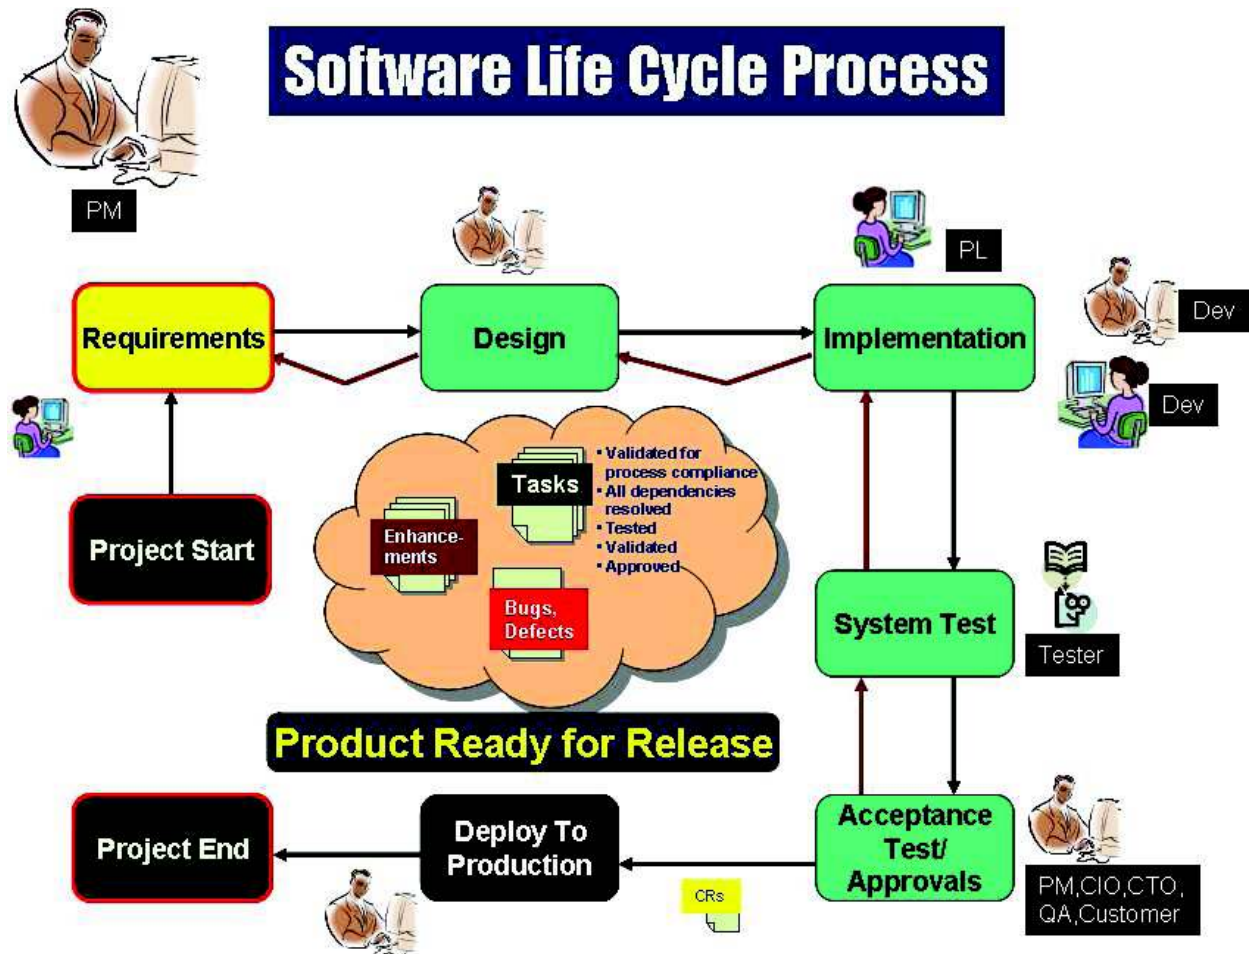 Software Life Cycle Process
PM
PL
Requirements
Design
Implementation
Dev
Dev
Project Start
Enhance-
ments
Tasks
• Validated for
process compliance
• All dependencies
resolved
• Tested
• Validated
• Approved
Bugs,
Defects
System Test
Tester
Product Ready for Release
Project End
Deploy To
Production
CRs
Acceptance
Test/
Approvals
PM,CIO,CTO,
QA,Customer